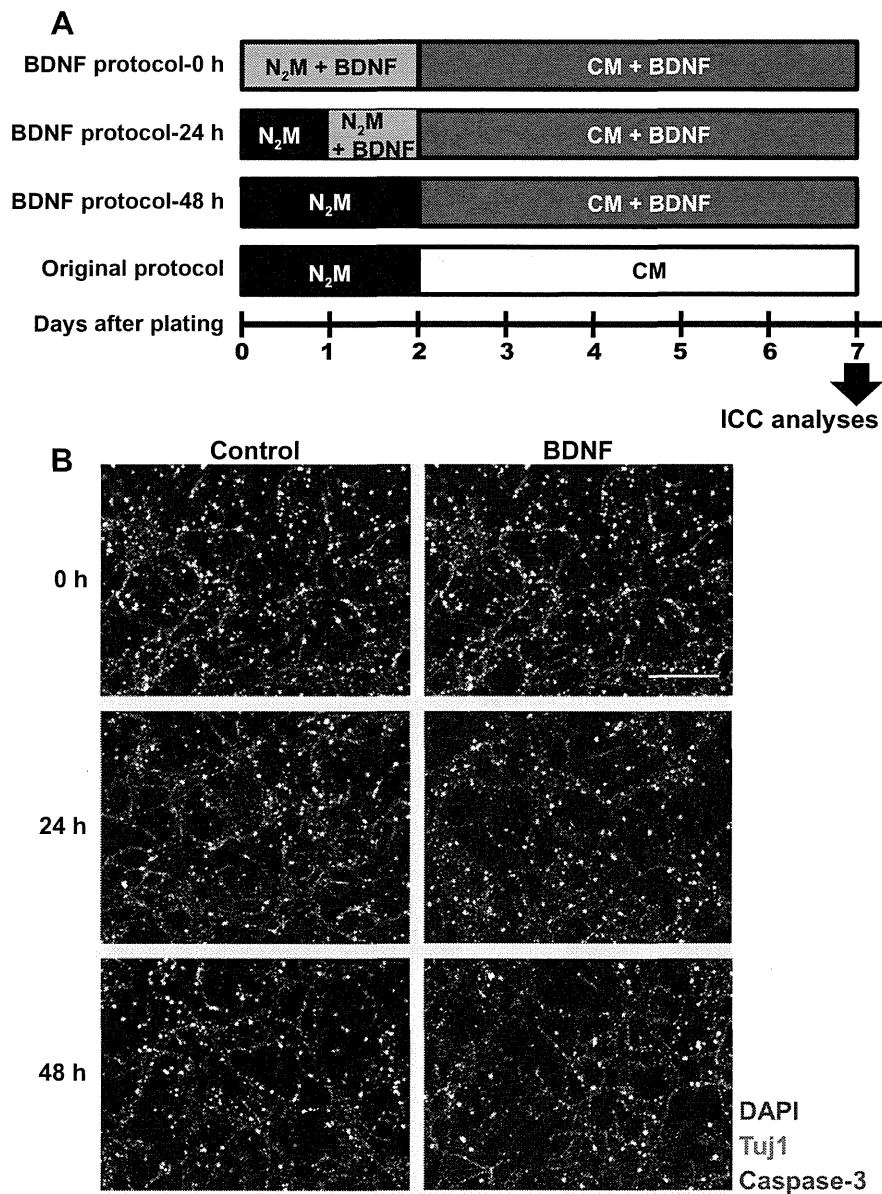 A
BDNF protocol-0 h
N₂M + BDNF
CM + BDNF
BDNF protocol-24 h
N₂M
N₂M
+ BDNF
CM + BDNF
BDNF protocol-48 h
N₂M
CM + BDNF
Original protocol
N₂M
CM
Days after plating
0 1 2 3 4 5 6 7
ICC analyses
B
Control BDNF
0 h
24 h
48 h
DAPI
Tuj1
Caspase-3